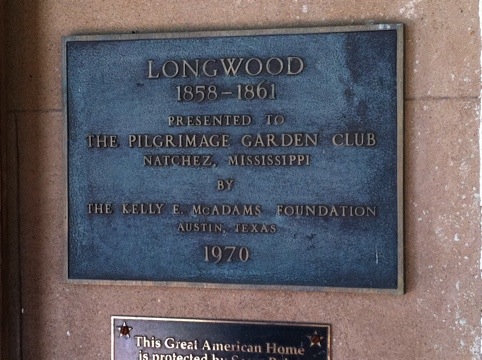 LONGWOOD
1858-1861
PRESENTED TO
THE PILGRIMAGE GARDEN CLUB
NATCHEZ, MISSISSIPPI
BY
THE KELLY E. McADAMS FOUNDATION
AUSTIN, TEXAS
1970
This Great American Home
is protected by